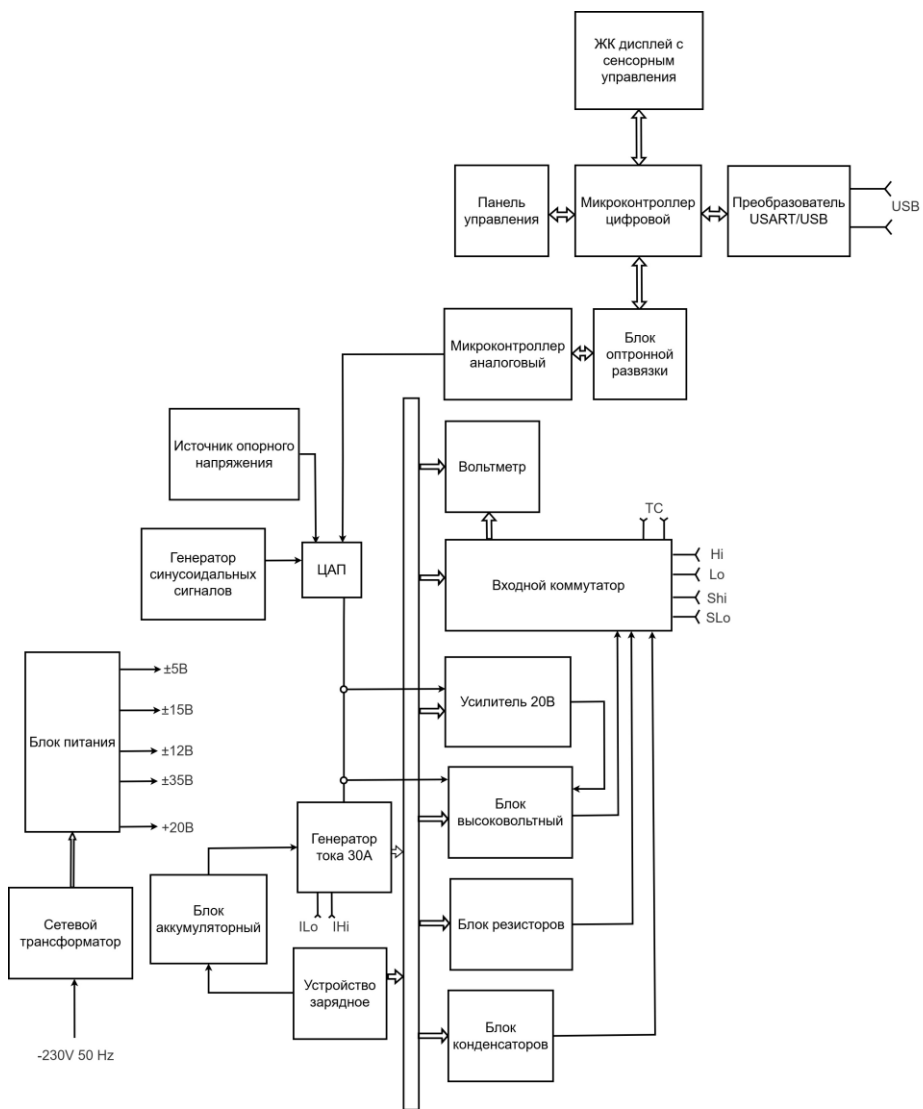 ЖК дисплей с
сенсорным
управления
Панель
управления
Микроконтроллер
цифровой
Преобразователь
USART/USB
USB
Микроконтроллер
аналоговый
Блок
оптронной
развязки
Источник опорного
напряжения
Вольтметр
TC
Генератор
синусоидальных
сигналов
ЦАП
Входной коммутатор
Hi
Lo
Shi
SLo
Блок питания
±5В
±15В
±12В
±35В
+20В
Усилитель 20В
Блок
высоковольтный
Генератор
тока 30А
ILo
IHi
Сетевой
трансформатор
Блок
аккумуляторный
Блок резисторов
Устройство
зарядное
Блок
конденсаторов
-230V 50 Hz